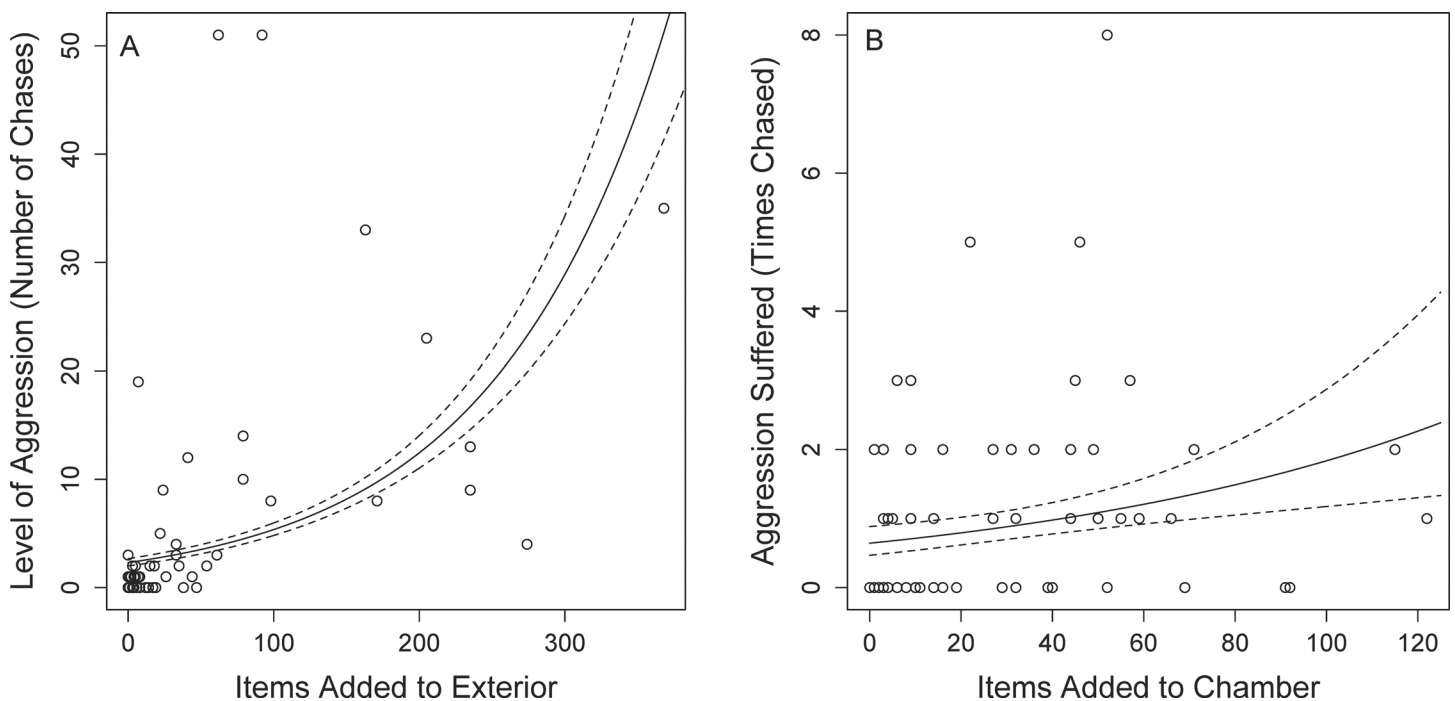 A
Level of Aggression (Number of Chases)
50
40
30
20
10
0
0 100 200 300
Items Added to Exterior
B
Aggression Suffered (Times Chased)
8
6
4
2
0
0 20 40 60 80 100 120
Items Added to Chamber